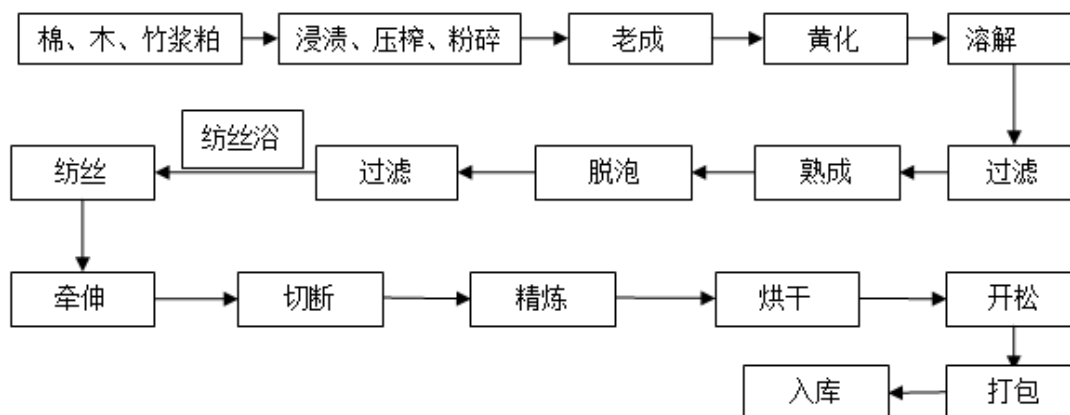 棉、木、竹浆粕
浸渍、压榨、粉碎
老成
黄化
溶解
过滤
熟成
脱泡
过滤
纺丝浴
纺丝
牵伸
切断
精炼
烘干
开松
打包
入库